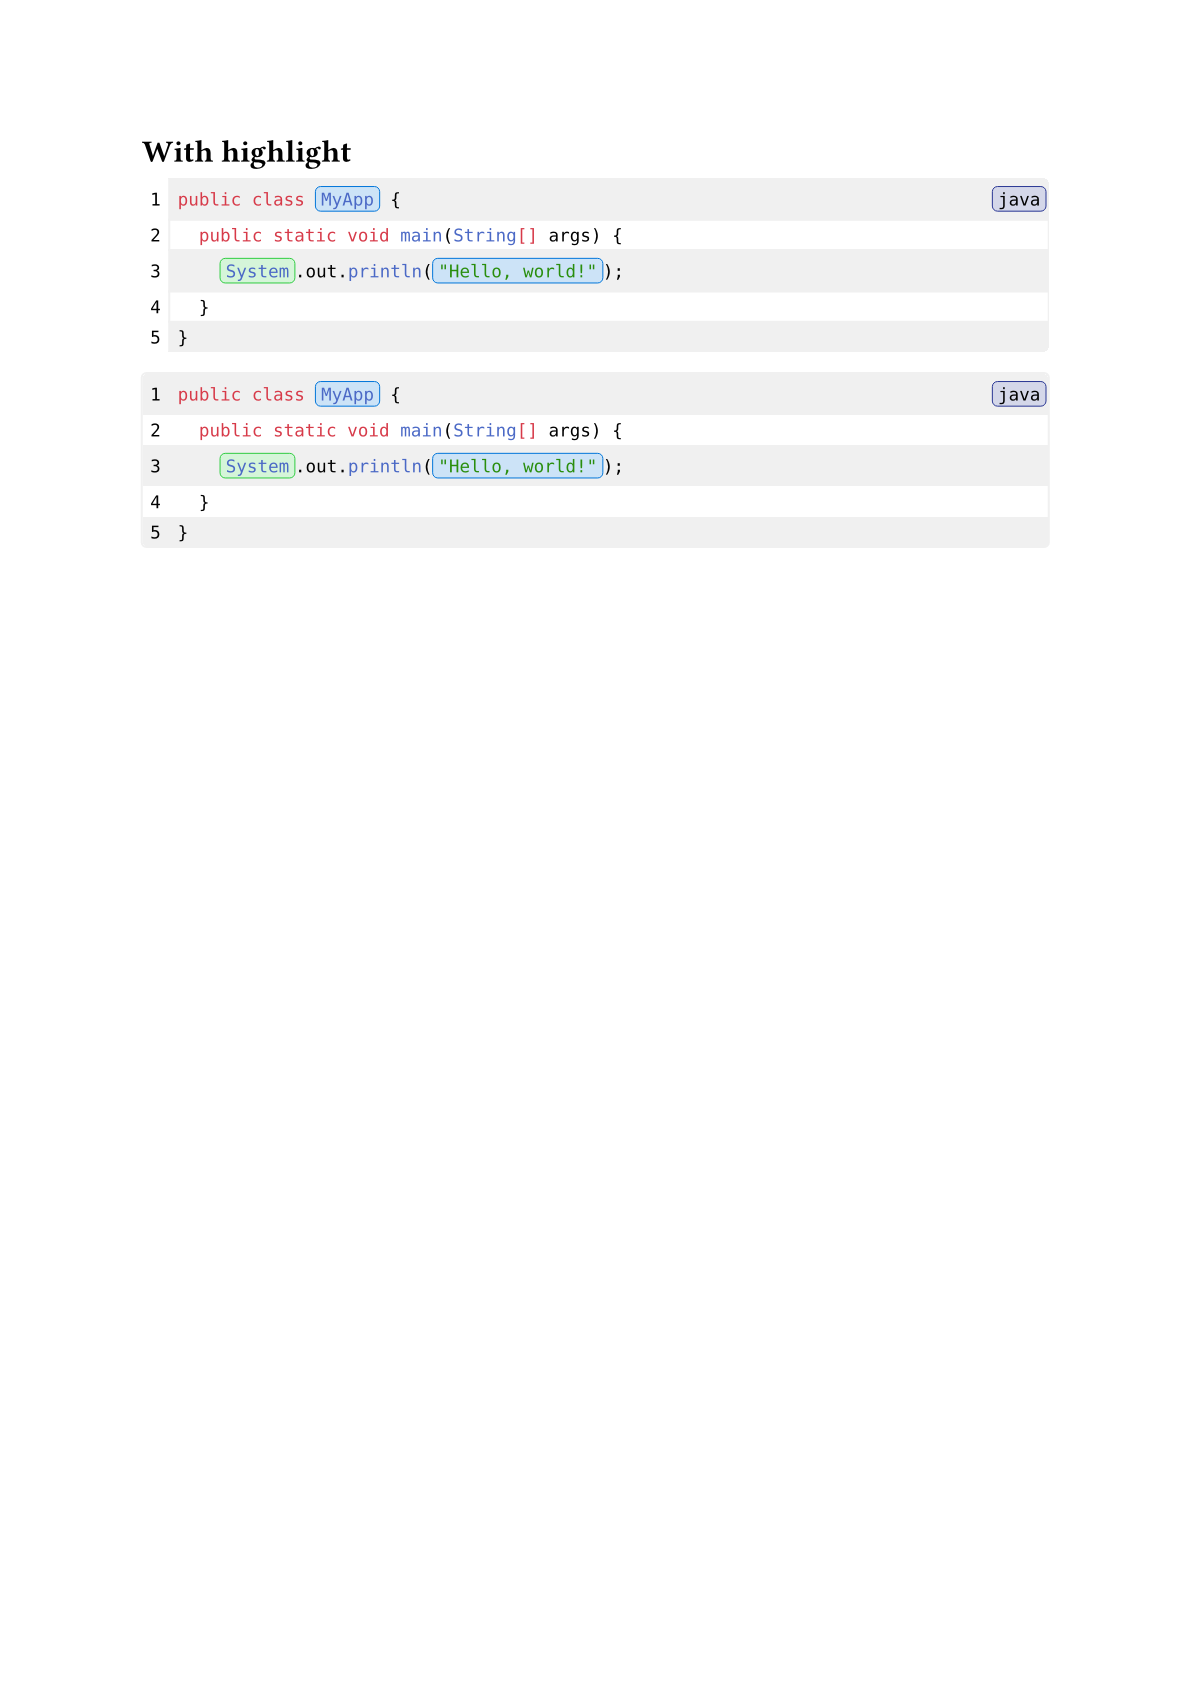 With highlight
1 public class MyApp { java
2   public static void main(String[] args) {
3     System.out.println("Hello, world!");
4   }
5 }
1 public class MyApp { java
2   public static void main(String[] args) {
3     System.out.println("Hello, world!");
4   }
5 }